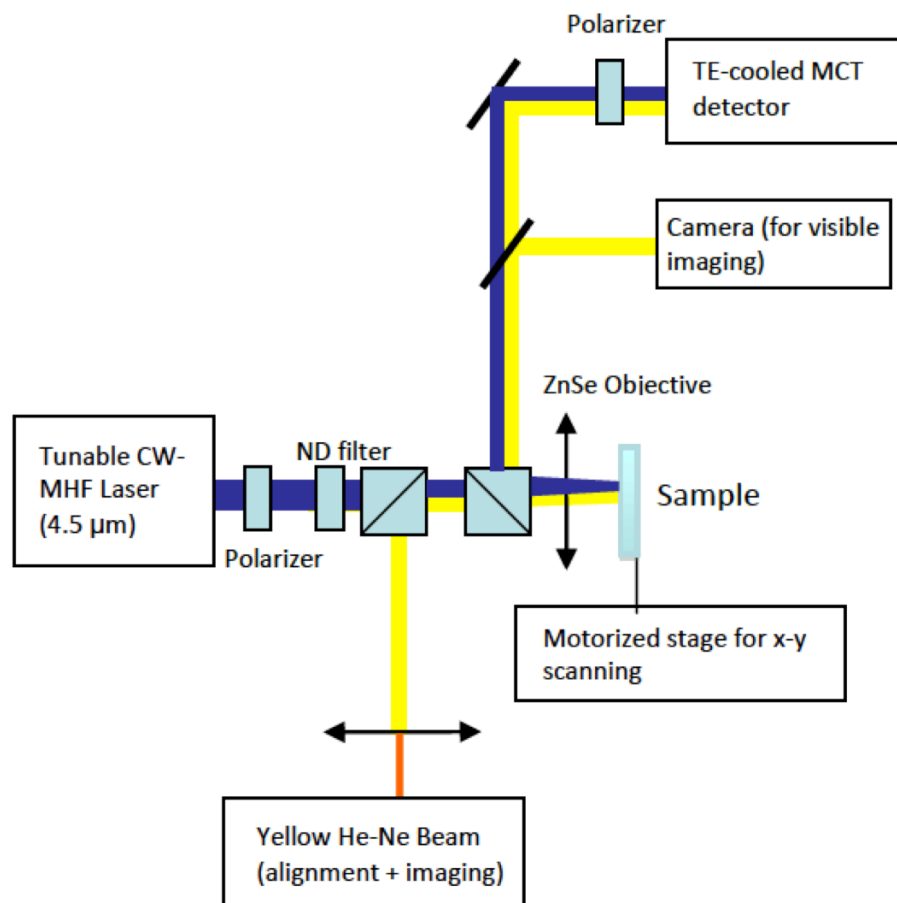 Polarizer
TE-cooled MCT
detector
Camera (for visible
imaging)
ZnSe Objective
ND filter
Tunable CW-
MHF Laser
(4.5 µm)
Sample
Polarizer
Motorized stage for x-y
scanning
Yellow He-Ne Beam
(alignment + imaging)